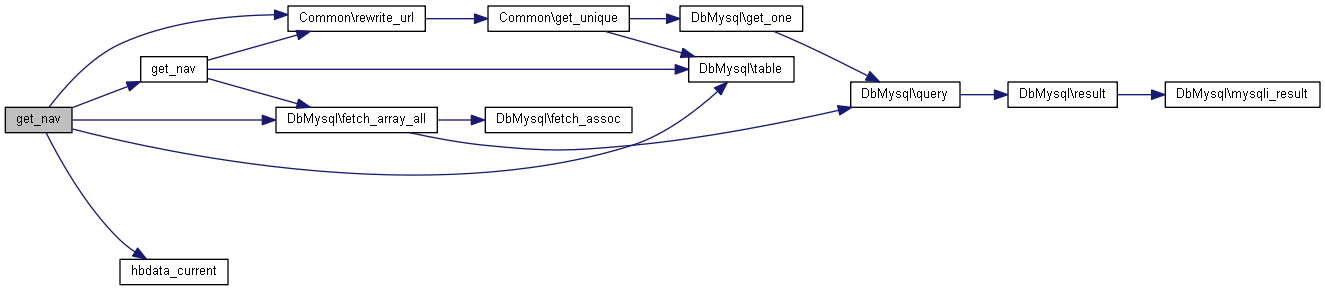 Common\rewrite_url
Common\get_unique
DbMysql\get_one
get_nav
DbMysql\table
DbMysql\query
DbMysql\result
DbMysql\mysqli_result
get_nav
DbMysql\fetch_array_all
DbMysql\fetch_assoc
hbdata_current